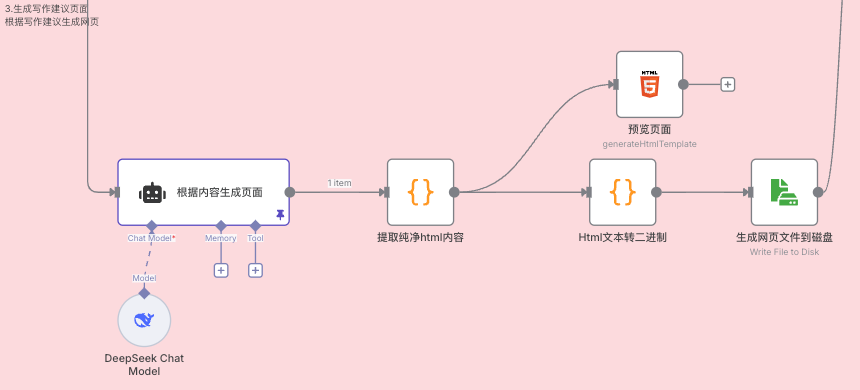 3.生成写作建议页面
根据写作建议生成网页
HTML
预览页面
generateHtmlTemplate
根据内容生成页面
1 item
Chat Model*
Memory
Tool
提取纯净html内容
Html文本转二进制
生成网页文件到磁盘
Write File to Disk
Model
DeepSeek Chat
Model